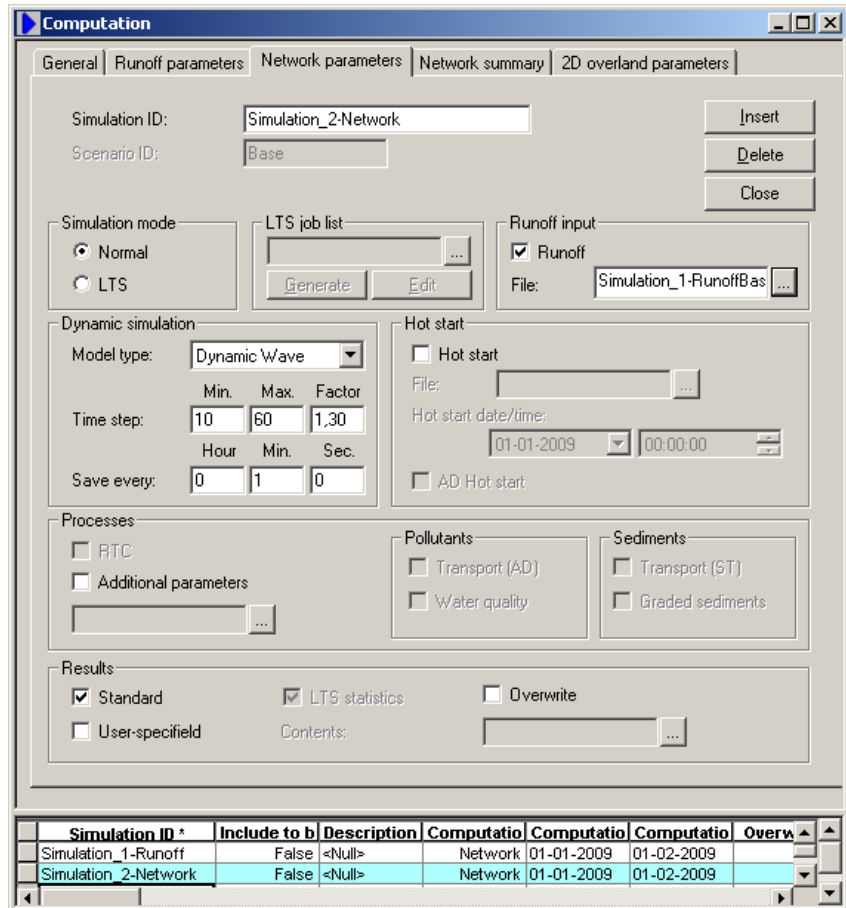 Computation
General Runoff parameters Network parameters Network summary 2D overland parameters
Simulation ID: Simulation_2-Network Insert
Scenario ID: Base Delete
Close
Simulation mode LTS job list Runoff input
Normal Runoff
LTS Generate Edit File: Simulation_1-RunoffBas ...
Dynamic simulation Hot start
Model type: Dynamic Wave Hot start
Min. Max. Factor File: ...
Time step: 10 60 1,30 Hot start date/time:
Hour Min. Sec. 01-01-2009 00:00:00
Save every: 0 1 0 AD Hot start
Processes Pollutants Sediments
RTC Transport (AD) Transport (ST)
Additional parameters Water quality Graded sediments
...
Results
Standard LTS statistics Overwrite
User-specifield Contents: ...
Simulation ID * Include to b Description Computatio Computatio Computatio Overw
Simulation_1-Runoff False <Null> Network 01-01-2009 01-02-2009
Simulation_2-Network False <Null> Network 01-01-2009 01-02-2009